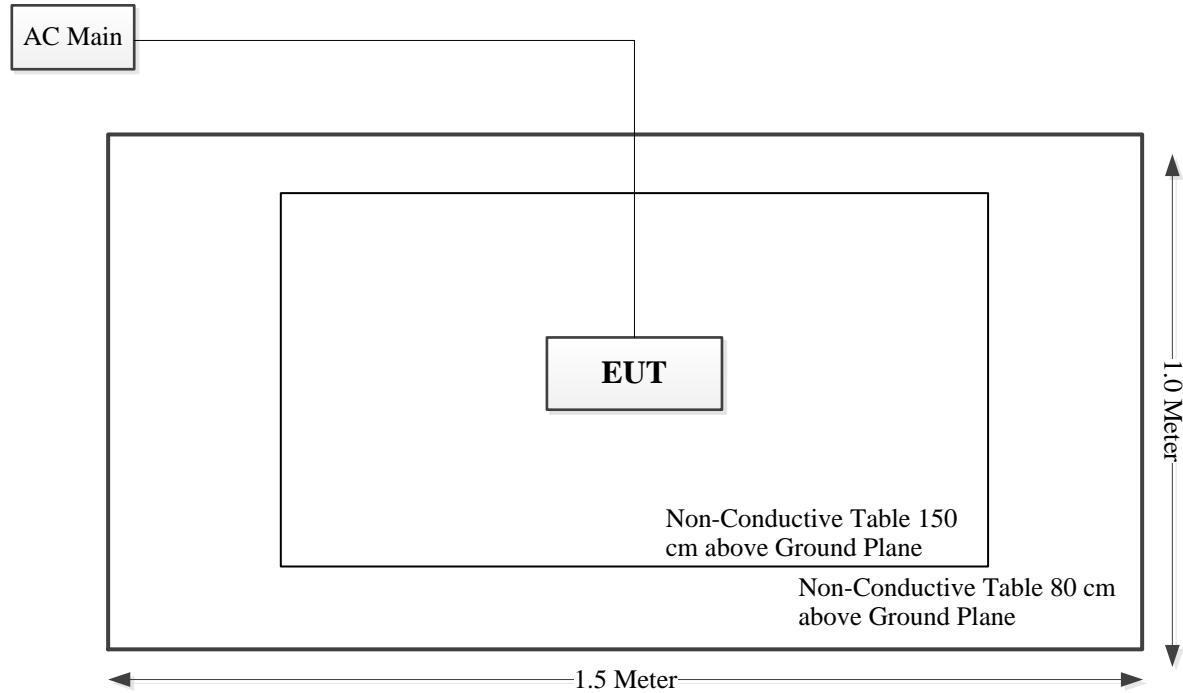 AC Main
EUT
1.0 Meter
Non-Conductive Table 150
cm above Ground Plane
Non-Conductive Table 80 cm
above Ground Plane
1.5 Meter